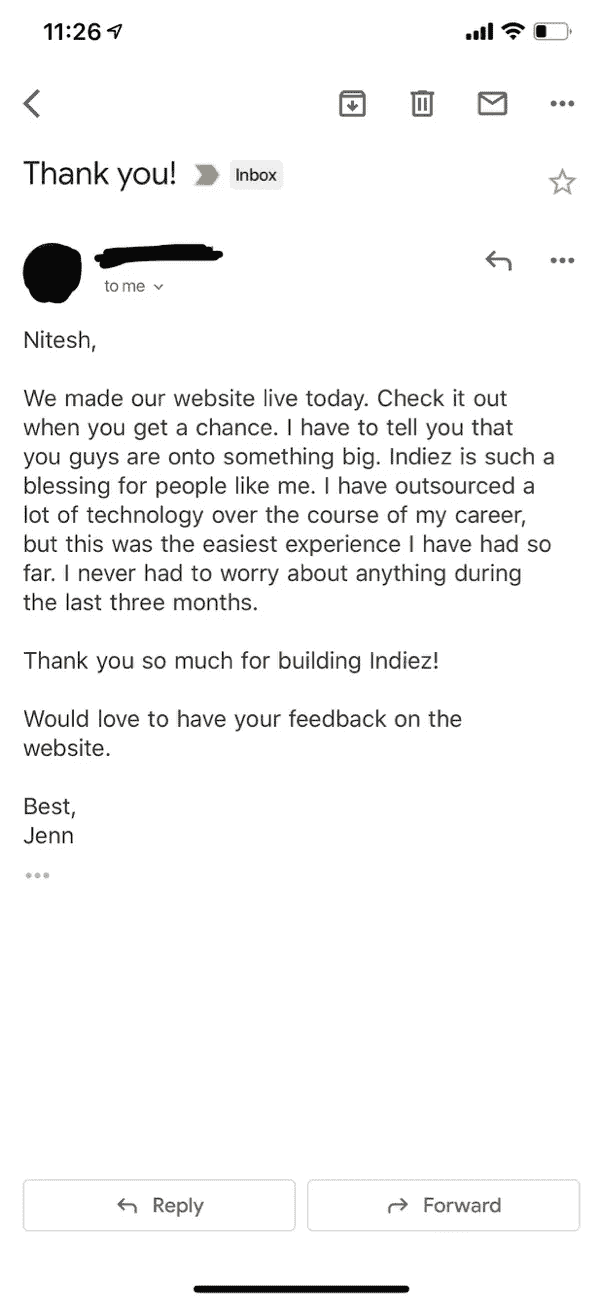 11:26
Thank you!
Inbox
to me
Nitesh,
We made our website live today. Check it out
when you get a chance. I have to tell you that
you guys are onto something big. Indiez is such a
blessing for people like me. I have outsourced a
lot of technology over the course of my career,
but this was the easiest experience I have had so
far. I never had to worry about anything during
the last three months.
Thank you so much for building Indiez!
Would love to have your feedback on the
website.
Best,
Jenn
Reply
Forward